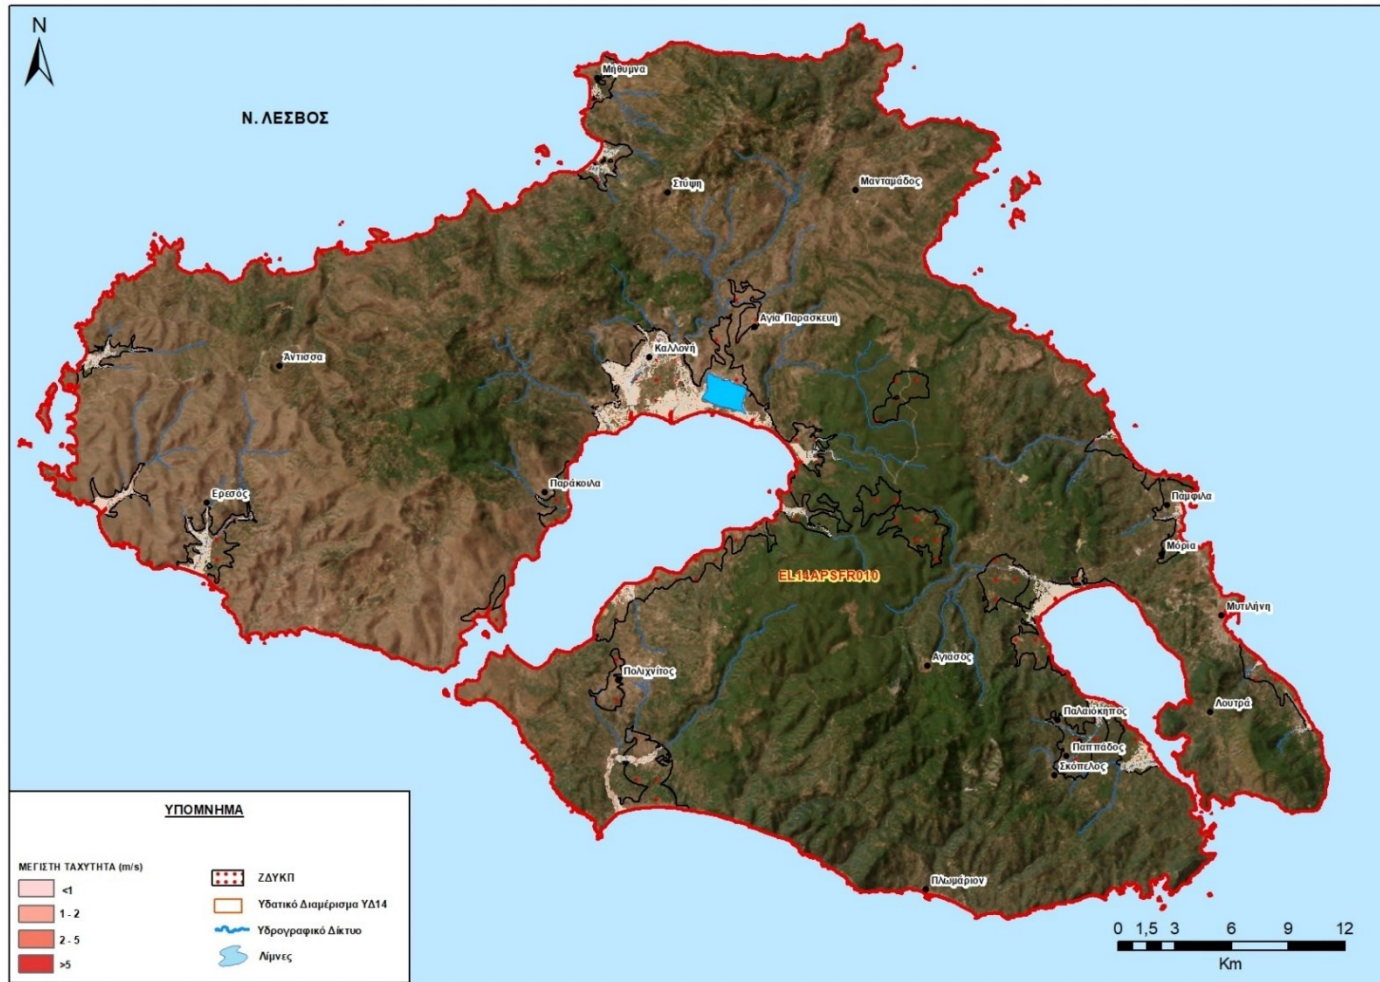 N
Ν. ΛΕΣΒΟΣ
Μήθυμνα
Στύψη
Μανταμάδος
Αγία Παρασκευή
Καλλονή
Άντισσα
Παράκοιλα
Ερεσός
Πάμφιλα
Μόρια
EL14APSFR010
Μυτιλήνη
Αγιάσος
Πολιχνίτος
Λουτρά
Παλαιόκηπος
Παππάδος
Σκόπελος
Πλωμάριον
ΥΠΟΜΝΗΜΑ
ΜΕΓΙΣΤΗ ΤΑΧΥΤΗΤΑ (m/s)
<1
1 - 2
2 - 5
>5
ΖΔΥΚΠ
Υδατικό Διαμέρισμα ΥΔ14
Υδρογραφικό Δίκτυο
Λίμνες
0 1,5 3 6 9 12
Km